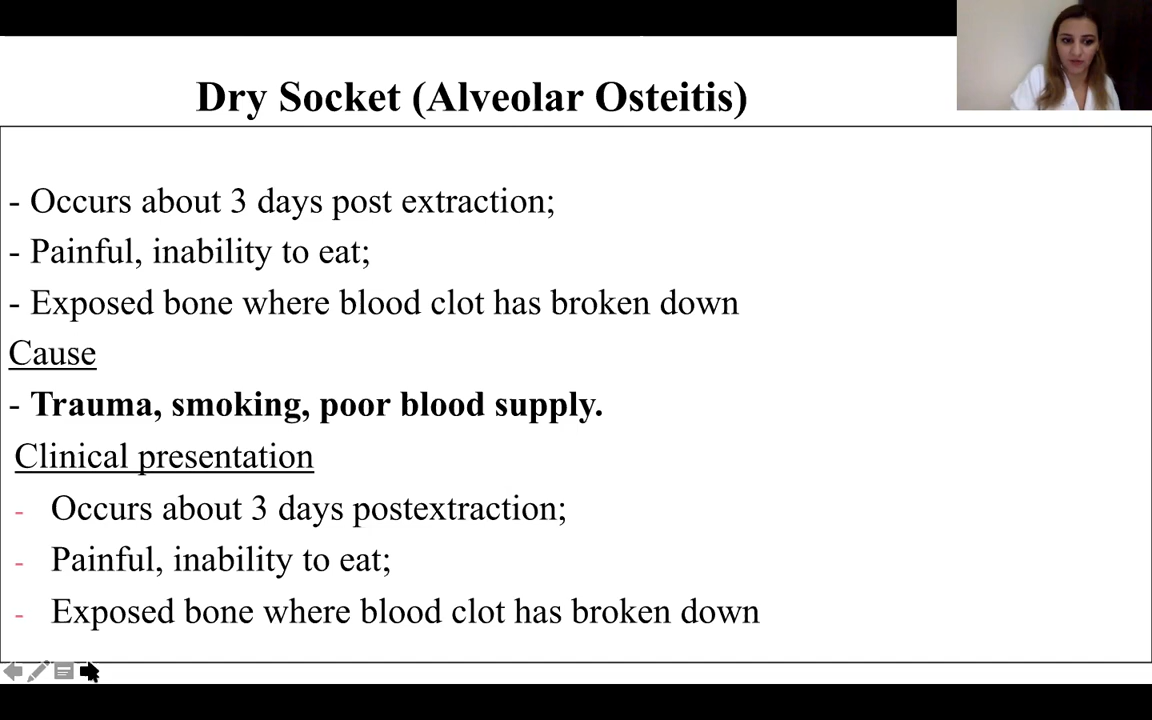 Dry Socket (Alveolar Osteitis)
- Occurs about 3 days post extraction;
- Painful, inability to eat;
- Exposed bone where blood clot has broken down
Cause
- Trauma, smoking, poor blood supply.
Clinical presentation
- Occurs about 3 days postextraction;
- Painful, inability to eat;
- Exposed bone where blood clot has broken down